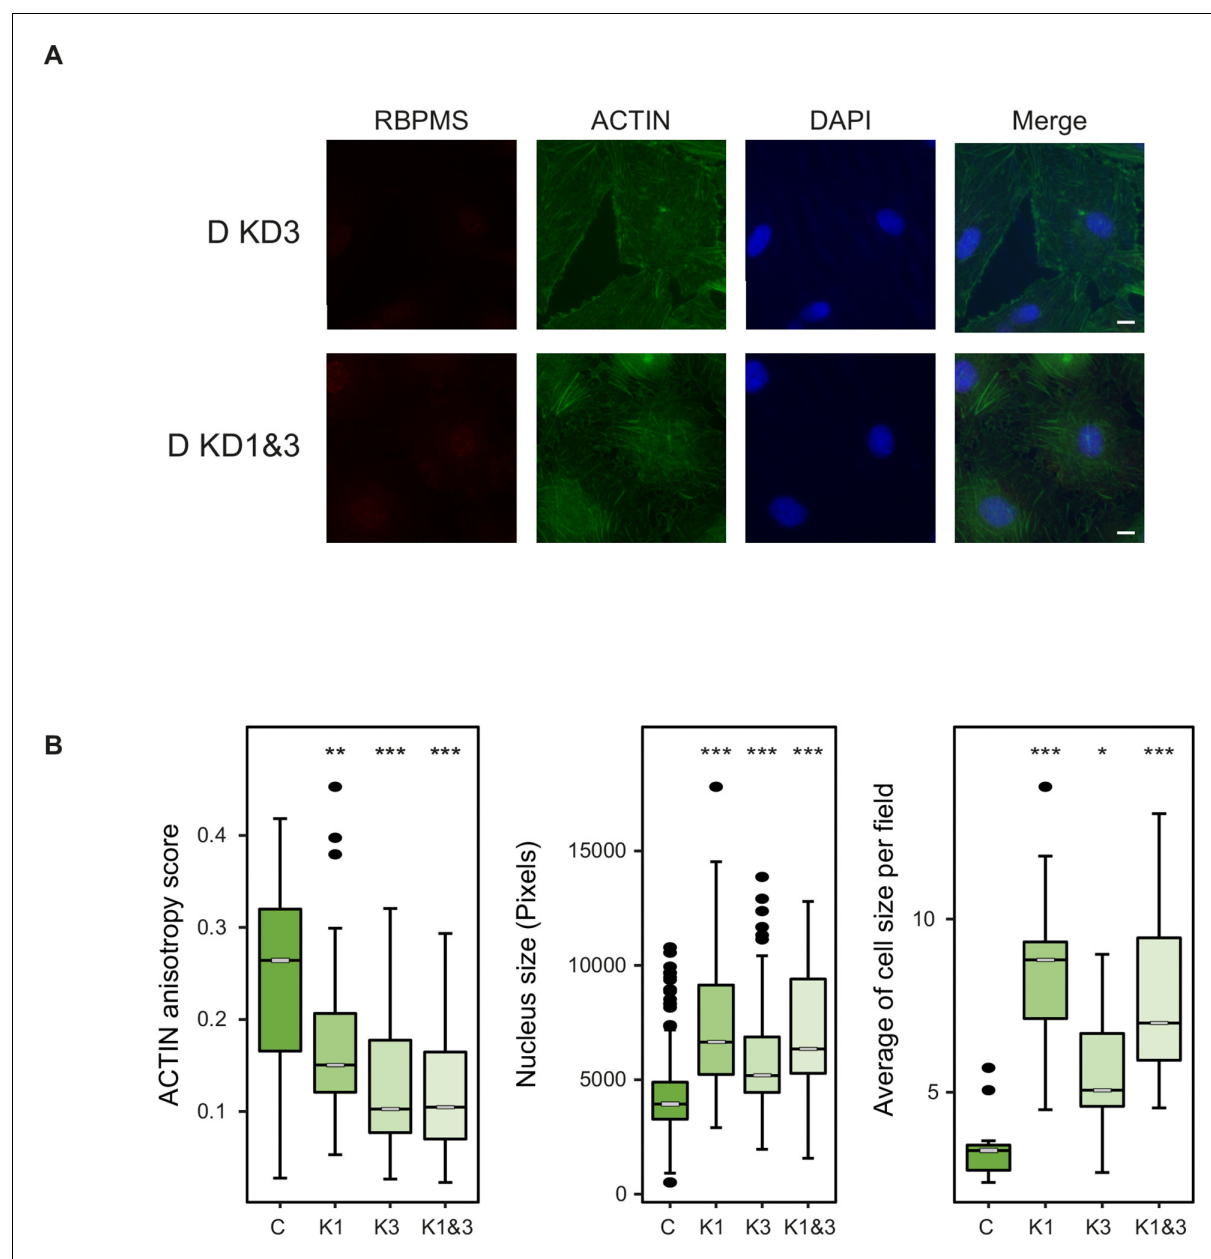 A
RBPMS ACTIN DAPI Merge
D KD3
D KD1&3
B
ACTIN anisotropy score
** *** ***
0.4
0.3
0.2
0.1
C K1 K3 K1&3
Nucleus size (Pixels)
*** *** ***
15000
10000
5000
0
C K1 K3 K1&3
Average of cell size per field
*** * ***
10
5
C K1 K3 K1&3